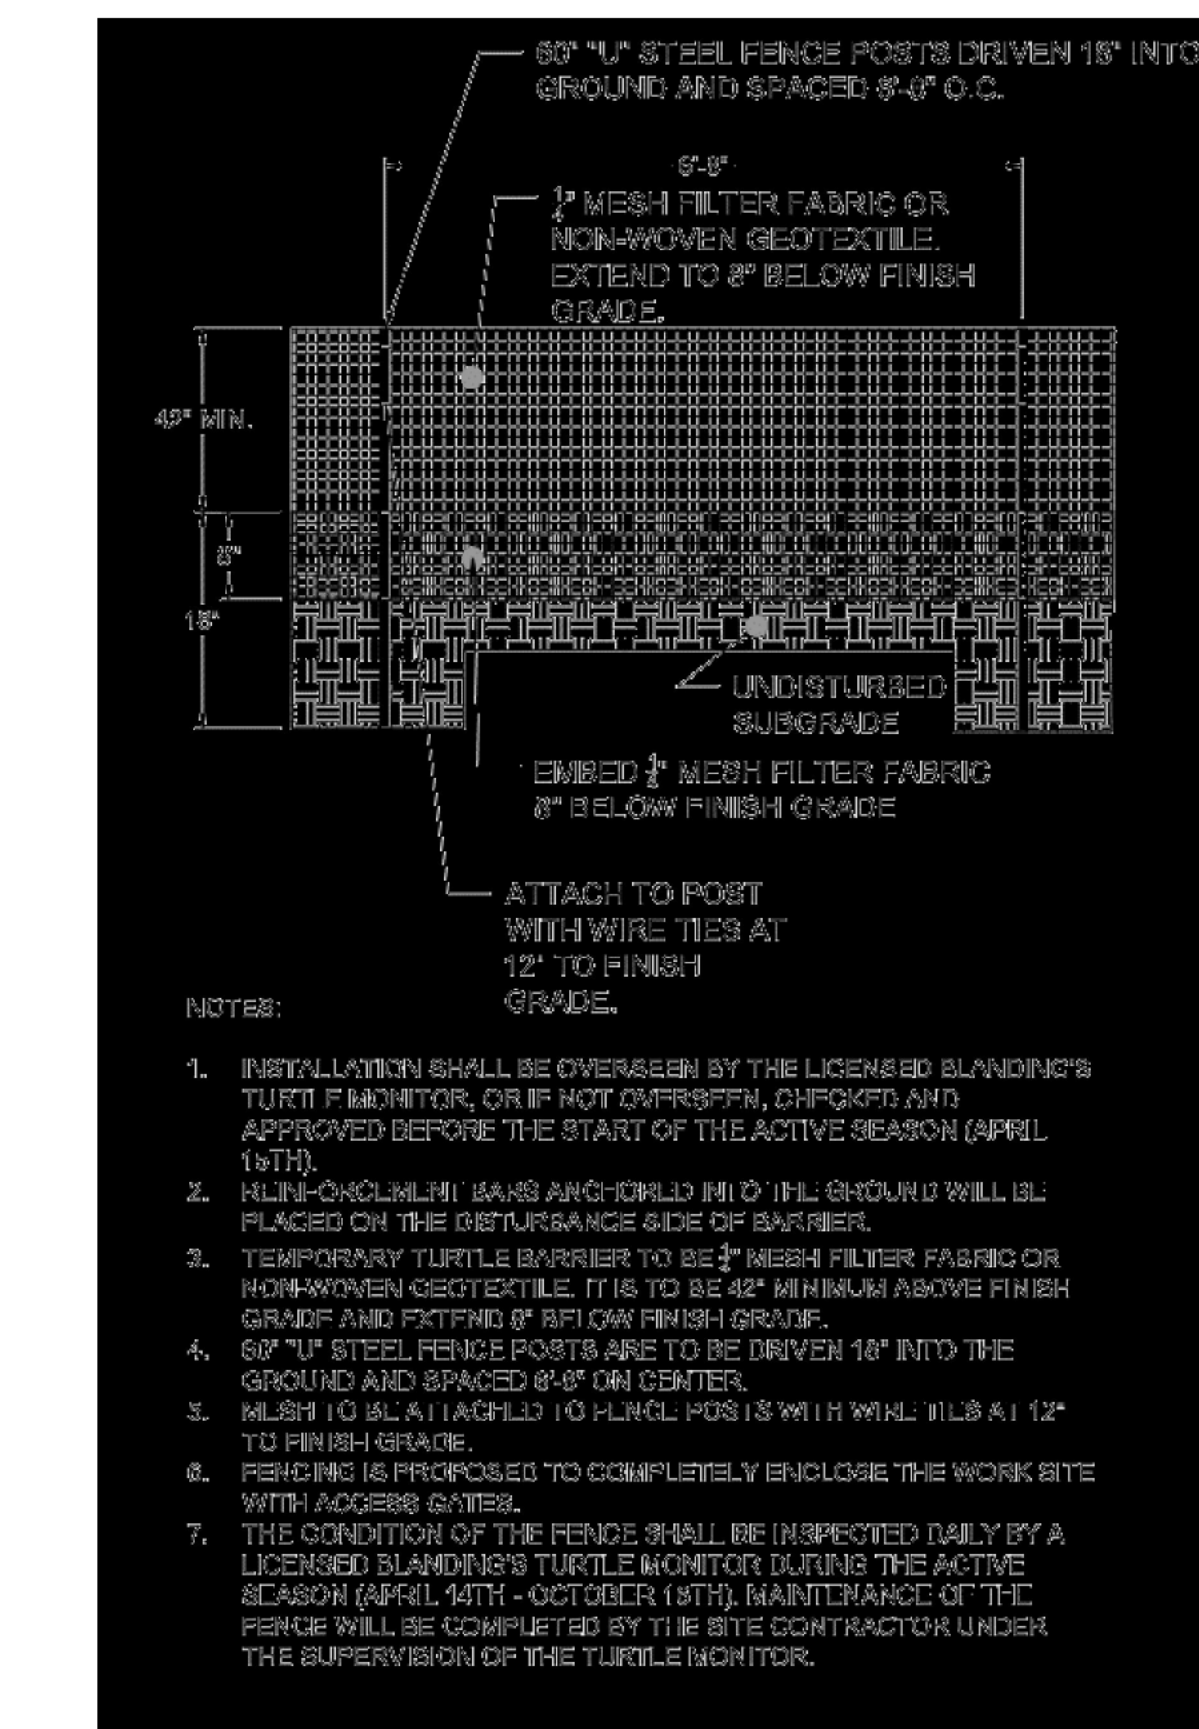 60" "U" STEEL FENCE POSTS DRIVEN 18" INTO
GROUND AND SPACED O.C.
¼" MESH FILTER FABRIC OR
NON-WOVEN GEOTEXTILE.
EXTEND TO 8" BELOW FINISH
GRADE.
42" MIN.
8"
18"
UNDISTURBED
SUBGRADE
EMBED ¼" MESH FILTER FABRIC
8" BELOW FINISH GRADE
ATTACH TO POST
WITH WIRE TIES AT
12" TO FINISH
GRADE.
NOTES:
1. INSTALLATION SHALL BE OVERSEEN BY THE LICENSED BLANDING'S
TURTLE MONITOR, OR IF NOT OVERSEEN, CHECKED AND
APPROVED BEFORE THE START OF THE ACTIVE SEASON (APRIL
15TH).
2. REINFORCEMENT BARS ANCHORED INTO THE GROUND WILL BE
PLACED ON THE DISTURBANCE SIDE OF BARRIER.
3. TEMPORARY TURTLE BARRIER TO BE ¼" MESH FILTER FABRIC OR
NON-WOVEN GEOTEXTILE. IT IS TO BE 42" MINIMUM ABOVE FINISH
GRADE AND EXTEND 8" BELOW FINISH GRADE.
4. 60" "U" STEEL FENCE POSTS ARE TO BE DRIVEN 18" INTO THE
GROUND AND SPACED ON CENTER.
5. MESH TO BE ATTACHED TO FENCE POSTS WITH WIRE TIES AT 12"
TO FINISH GRADE.
6. FENCING IS PROPOSED TO COMPLETELY ENCLOSE THE WORK SITE
WITH ACCESS GATES.
7. THE CONDITION OF THE FENCE SHALL BE INSPECTED DAILY BY A
LICENSED BLANDING'S TURTLE MONITOR DURING THE ACTIVE
SEASON (APRIL 14TH - OCTOBER MAINTENANCE OF THE
FENCE WILL BE COMPLETED BY THE SITE CONTRACTOR UNDER
THE SUPERVISION OF THE TURTLE MONITOR.